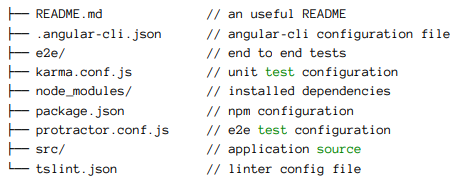 ├── README.md            // an useful README
├── .angular-cli.json    // angular-cli configuration file
├── e2e/                 // end to end tests
├── karma.conf.js        // unit test configuration
├── node_modules/        // installed dependencies
├── package.json         // npm configuration
├── protractor.conf.js   // e2e test configuration
├── src/                 // application source
└── tslint.json          // linter config file